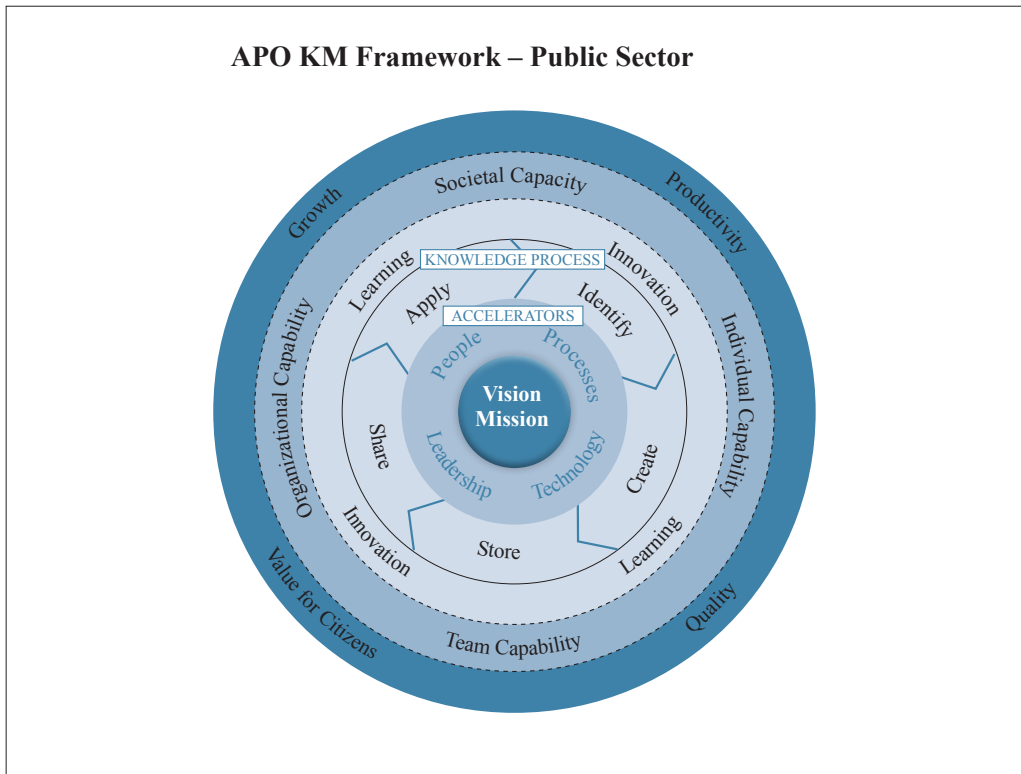 APO KM Framework – Public Sector
Growth
Societal Capacity
Productivity
Learning
KNOWLEDGE PROCESS
Innovation
Apply
Identify
ACCELERATORS
People
Processes
Organizational Capability
Vision
Mission
Individual Capability
Share
Leadership
Technology
Create
Innovation
Store
Learning
Value for Citizens
Team Capability
Quality